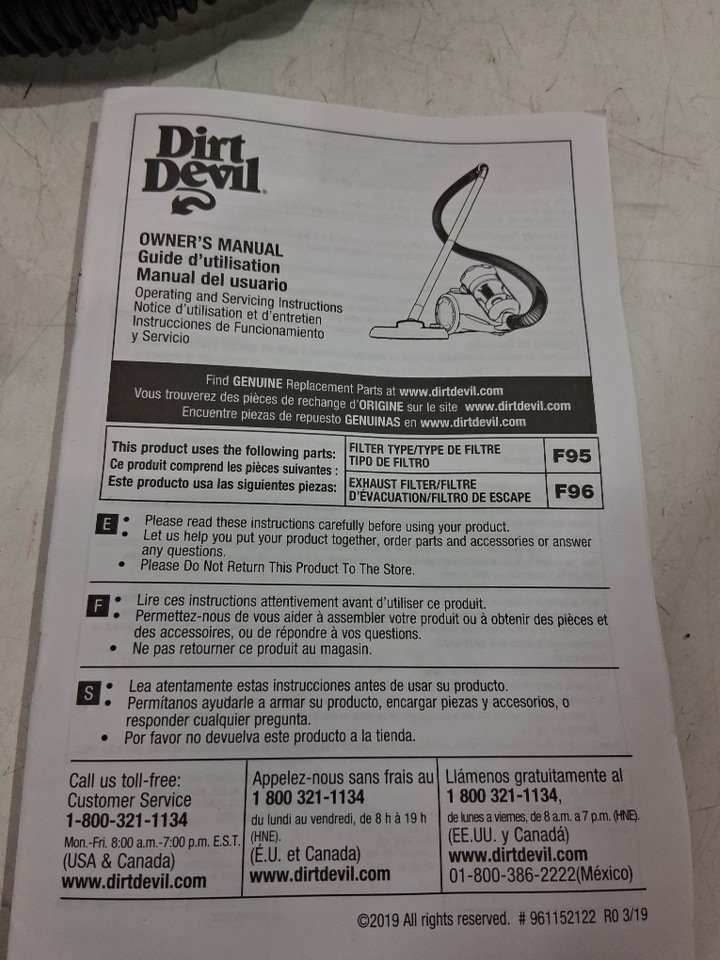 Dirt
Devil®
OWNER'S MANUAL
Guide d'utilisation
Manual del usuario
Operating and Servicing Instructions
Notice d'utilisation et d'entretien
Instrucciones de Funcionamiento
y Servicio
Find GENUINE Replacement Parts at www.dirtdevil.com
Vous trouverez des pièces de rechange d'ORIGINE sur le site www.dirtdevil.com
Encuentre piezas de repuesto GENUINAS en www.dirtdevil.com
This product uses the following parts:
Ce produit comprend les pièces suivantes :
Este producto usa las siguientes piezas:
FILTER TYPE/TYPE DE FILTRE
TIPO DE FILTRO
F95
EXHAUST FILTER/FILTRE
D'ÉVACUATION/FILTRO DE ESCAPE
F96
E • Please read these instructions carefully before using your product.
• Let us help you put your product together, order parts and accessories or answer
any questions.
• Please Do Not Return This Product To The Store.
F • Lire ces instructions attentivement avant d'utiliser ce produit.
• Permettez-nous de vous aider à assembler votre produit ou à obtenir des pièces et
des accessoires, ou de répondre à vos questions.
• Ne pas retourner ce produit au magasin.
S • Lea atentamente estas instrucciones antes de usar su producto.
• Permítanos ayudarle a armar su producto, encargar piezas y accesorios, o
responder cualquier pregunta.
• Por favor no devuelva este producto a la tienda.
Call us toll-free:
Customer Service
1-800-321-1134
Mon.-Fri. 8:00 a.m.-7:00 p.m. E.S.T.
(USA & Canada)
www.dirtdevil.com
Appelez-nous sans frais au
1 800 321-1134
du lundi au vendredi, de 8 h à 19 h
(HNE).
(É.U. et Canada)
www.dirtdevil.com
Llámenos gratuitamente al
1 800 321-1134,
de lunes a viernes, de 8 a.m. a 7 p.m. (HNE).
(EE.UU. y Canadá)
www.dirtdevil.com
01-800-386-2222(México)
©2019 All rights reserved. # 961152122 R0 3/19